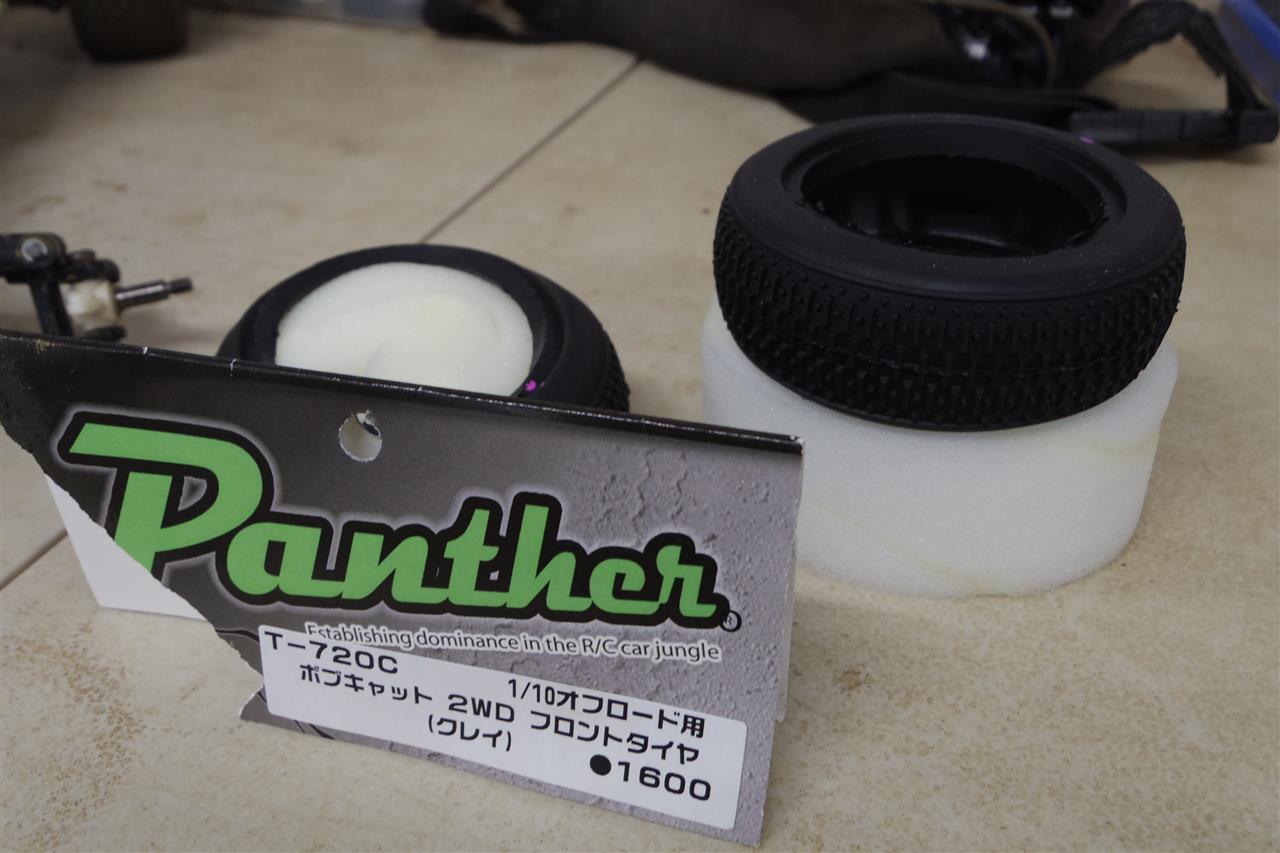 Panther®
Establishing dominance in the R/C car jungle
T-720C
1/10オフロード用
ボブキャット 2WD フロントタイヤ
(クレイ)
●1600